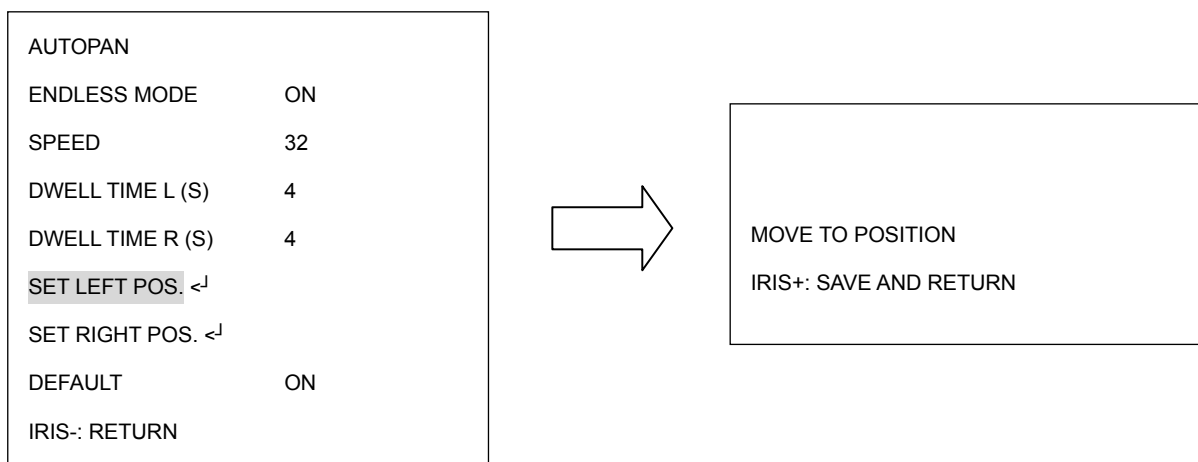 AUTOPAN
ENDLESS MODE ON
SPEED 32
DWELL TIME L (S) 4
DWELL TIME R (S) 4
SET LEFT POS. <┘
SET RIGHT POS. <┘
DEFAULT ON
IRIS-: RETURN
MOVE TO POSITION
IRIS+: SAVE AND RETURN